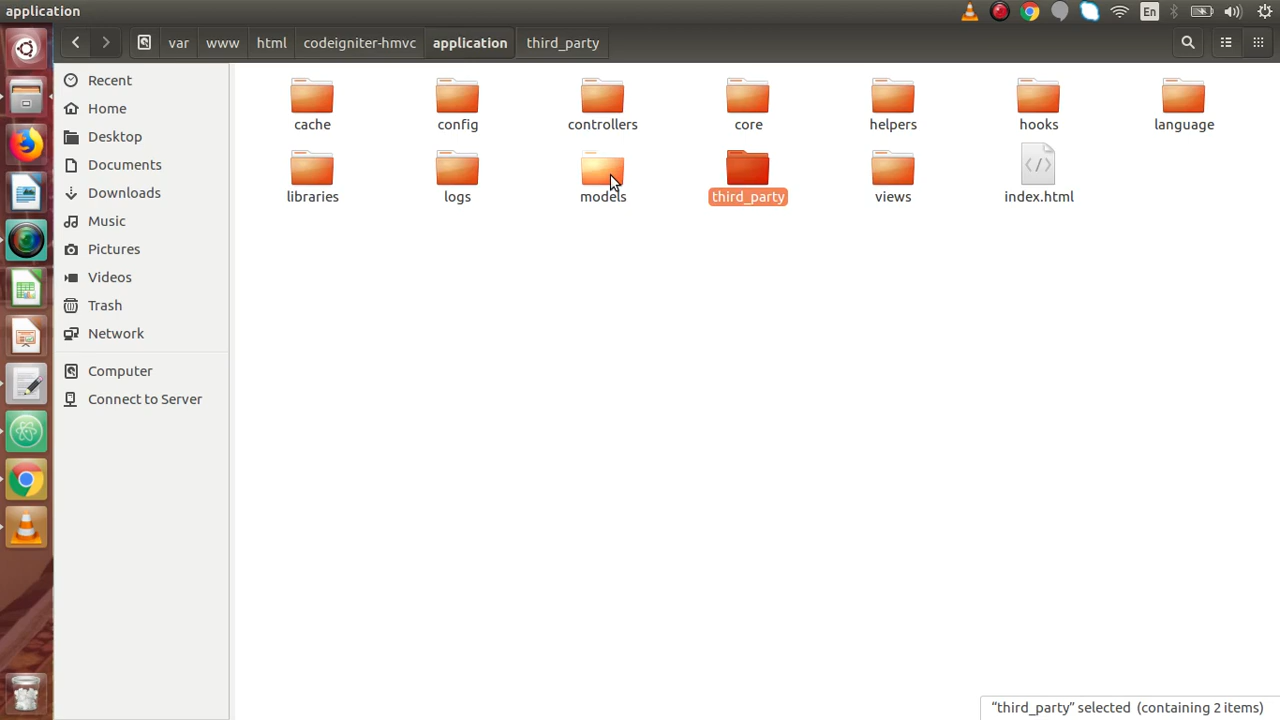 application
En
var www html codeigniter-hmvc application third_party
Recent
Home
Desktop
Documents
Downloads
Music
Pictures
Videos
Trash
Network
Computer
Connect to Server
cache config controllers core helpers hooks language
libraries logs models third_party views index.html
“third_party” selected (containing 2 items)